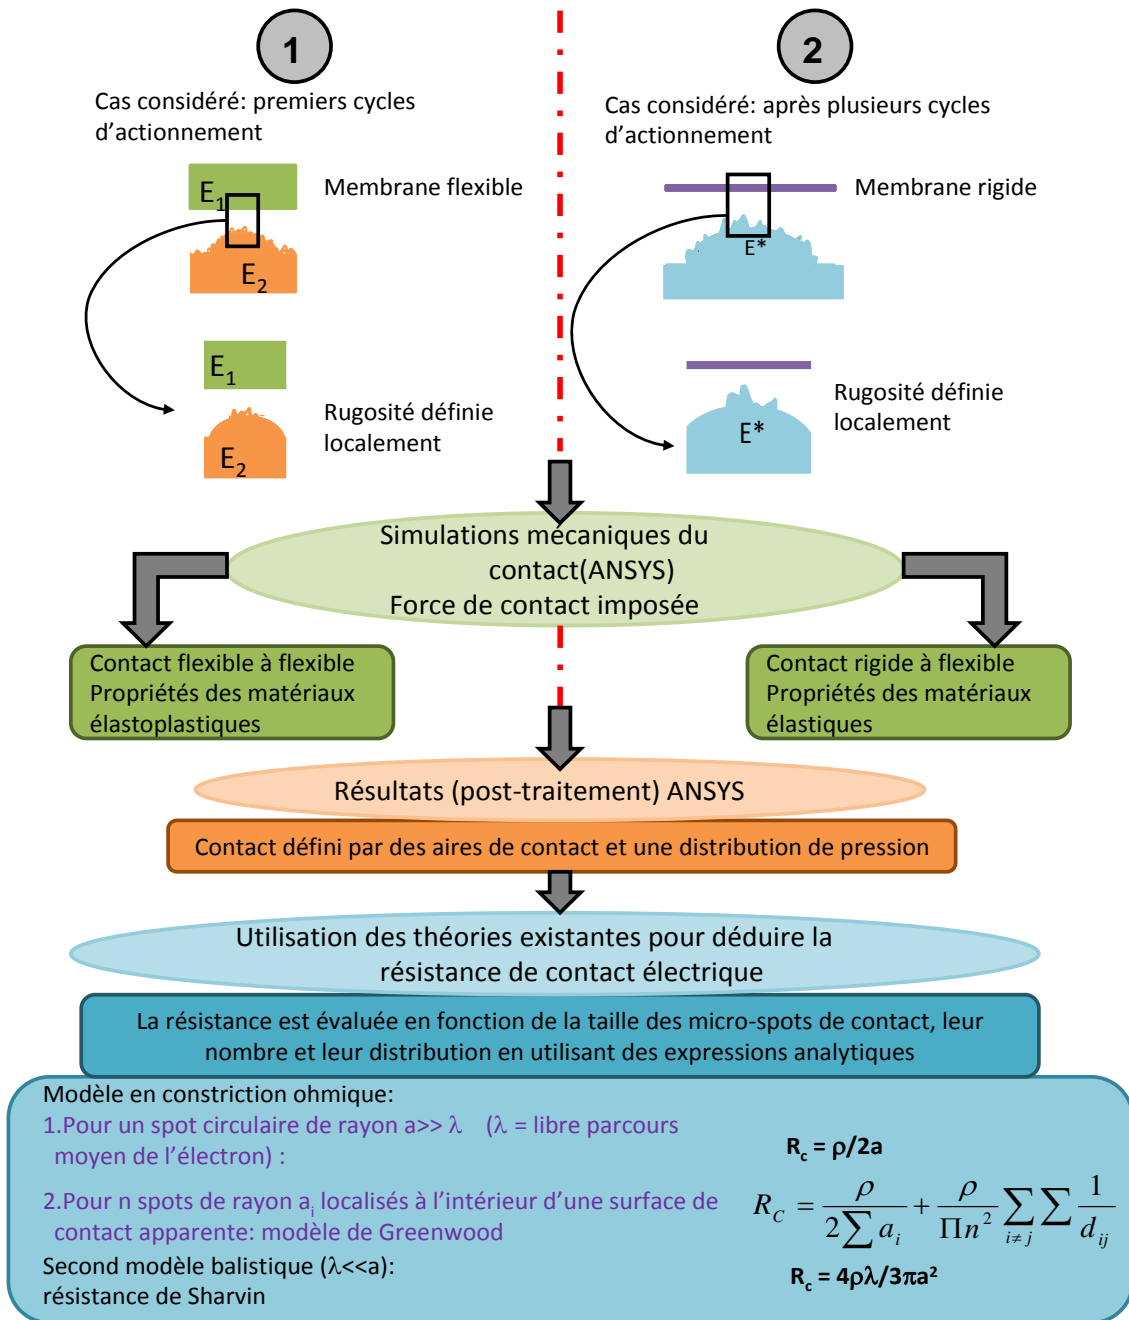 1
2
Cas considéré: premiers cycles
d’actionnement
Cas considéré: après plusieurs cycles
d’actionnement
E₁
Membrane flexible
E₂
Membrane rigide
E*
E₁
Rugosité définie
localement
E₂
Rugosité définie
localement
E*
Simulations mécaniques du
contact(ANSYS)
Force de contact imposée
Contact flexible à flexible
Propriétés des matériaux
élastoplastiques
Contact rigide à flexible
Propriétés des matériaux
élastiques
Résultats (post-traitement) ANSYS
Contact défini par des aires de contact et une distribution de pression
Utilisation des théories existantes pour déduire la
résistance de contact électrique
La résistance est évaluée en fonction de la taille des micro-spots de contact, leur
nombre et leur distribution en utilisant des expressions analytiques
Modèle en constriction ohmique:
1.Pour un spot circulaire de rayon a>> λ (λ = libre parcours
moyen de l’électron) :
R_c = ρ/2a
2.Pour n spots de rayon a_i localisés à l’intérieur d’une surface de
contact apparente: modèle de Greenwood
R_C = ρ/(2∑a_i) + ρ/(Πn²) ∑_{i≠j} ∑ 1/d_{ij}
Second modèle balistique (λ<<a):
résistance de Sharvin
R_c = 4ρλ/3πa²